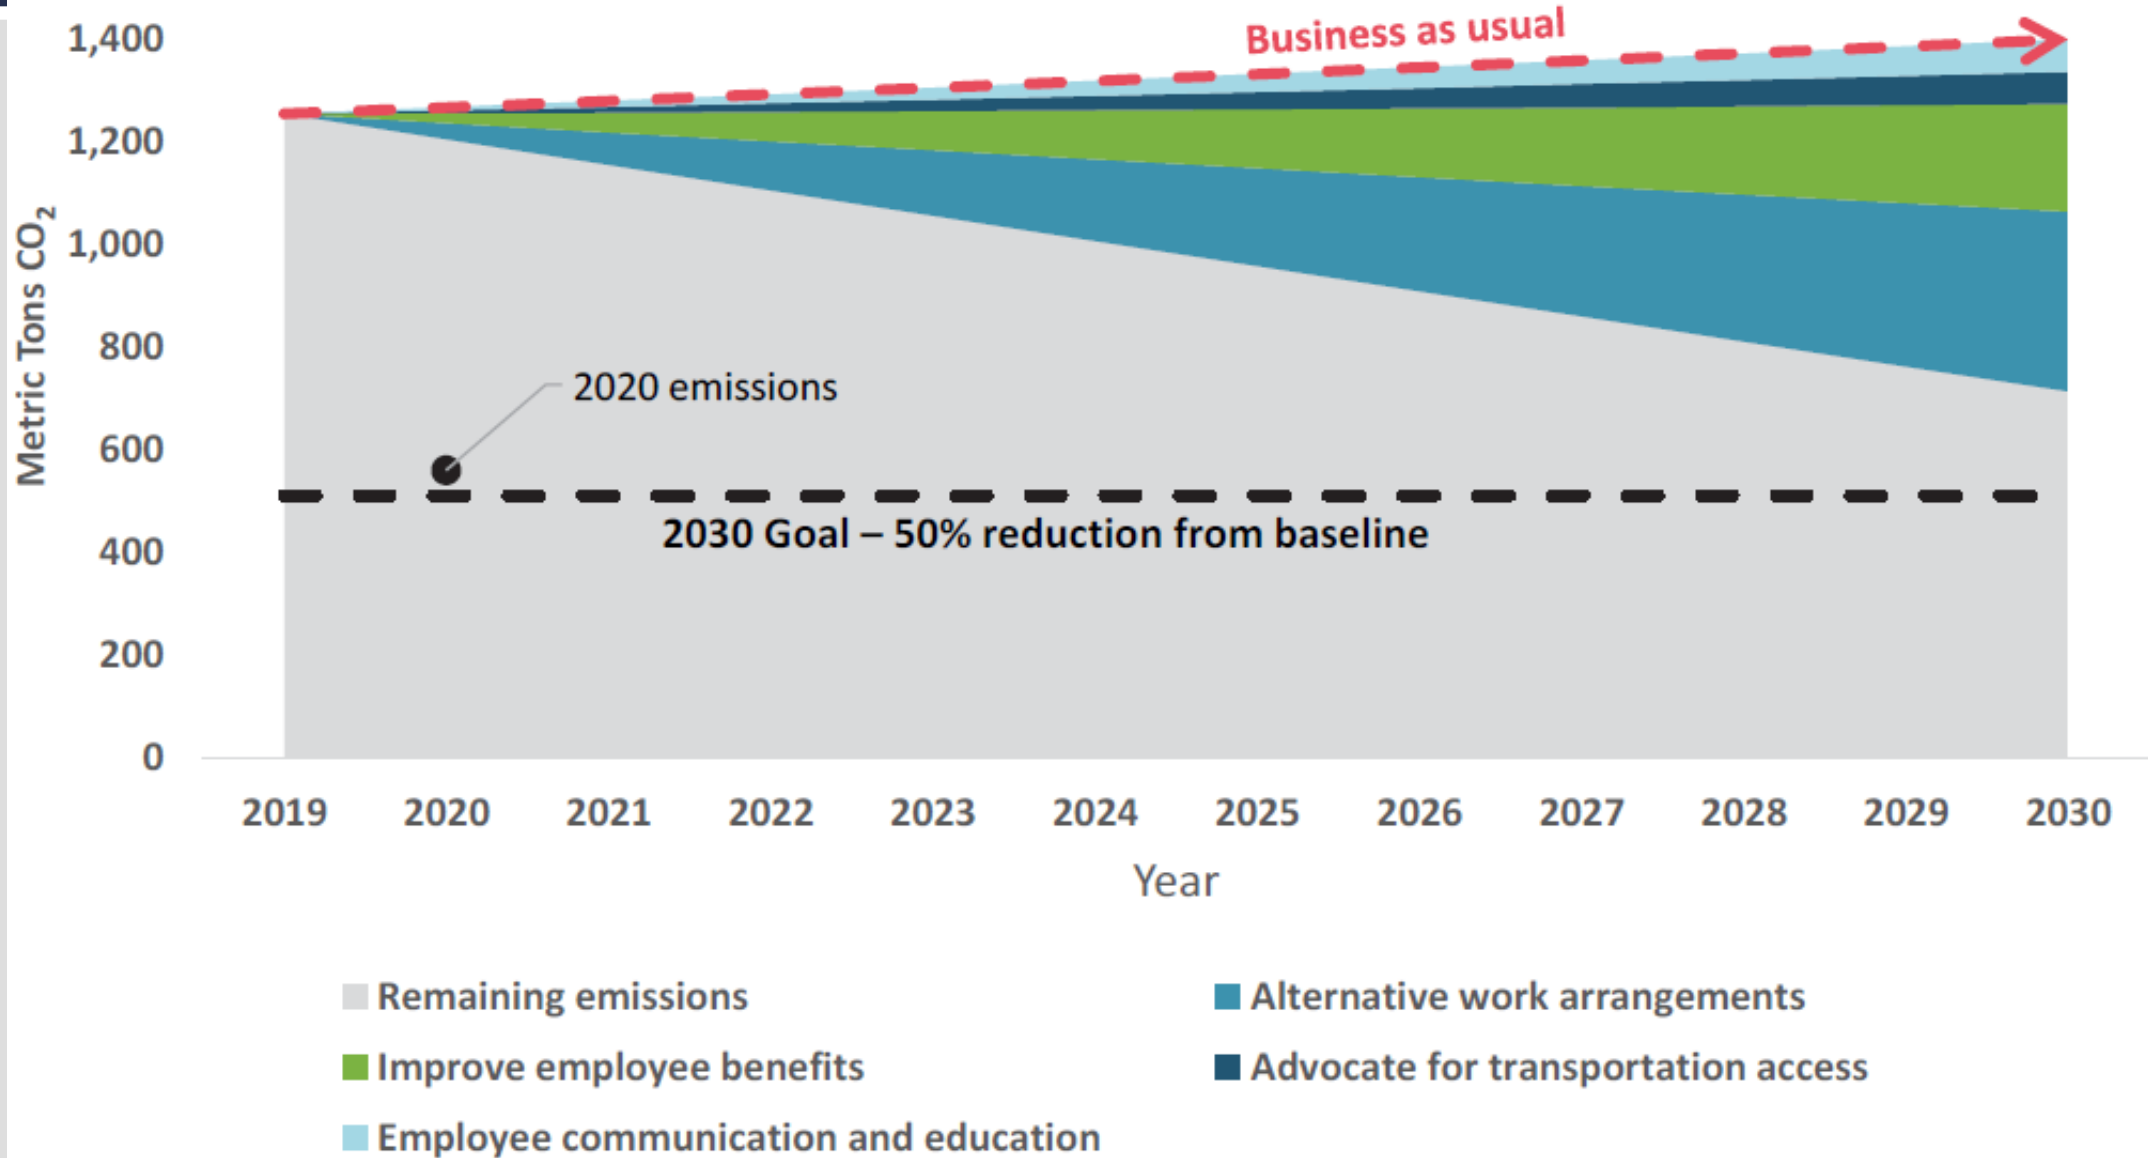 Business as usual
Metric Tons CO₂
1,400
1,200
1,000
800
600
400
200
0
2020 emissions
2030 Goal – 50% reduction from baseline
2019 2020 2021 2022 2023 2024 2025 2026 2027 2028 2029 2030
Year
Remaining emissions
Alternative work arrangements
Improve employee benefits
Advocate for transportation access
Employee communication and education